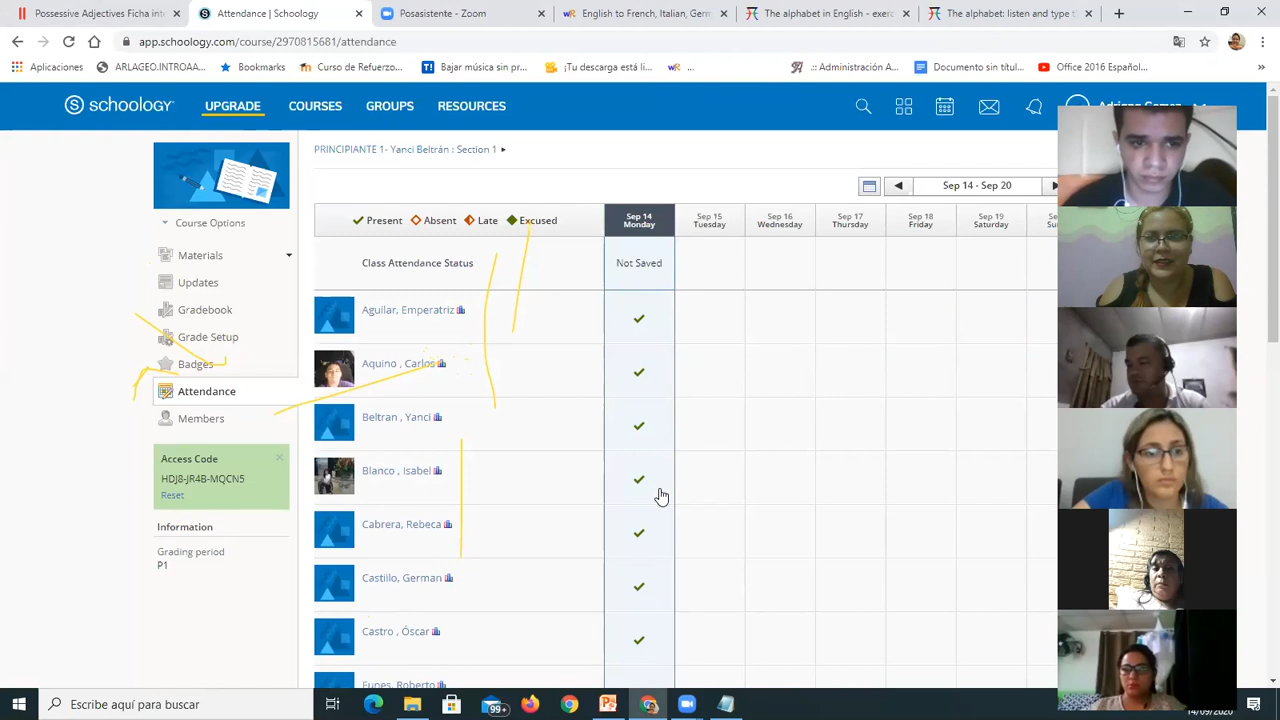 Possessive Adjectives Ficha inte
Attendance | Schoology
Posasistente - Zoom
English to French, Italian, Germ
The alphabet in English - exerc
The alphabet: listen and type t
app.schoology.com/course/2970815681/attendance
Aplicaciones
ARLAGEO.INTROAA...
Bookmarks
Curso de Refuerzo...
Bajar música sin pr...
¡Tu descarga está li...
.:: Administración A...
Documento sin títul...
Office 2016 Español...
schoology
UPGRADE
COURSES
GROUPS
RESOURCES
PRINCIPIANTE 1- Yanci Beltrán : Section 1
Sep 14 - Sep 20
Course Options
Materials
Updates
Gradebook
Grade Setup
Badges
Attendance
Members
Access Code
HDJ8-JR4B-MQCN5
Reset
Information
Grading period
P1
Present Absent Late Excused
Sep 14
Monday
Sep 15
Tuesday
Sep 16
Wednesday
Sep 17
Thursday
Sep 18
Friday
Sep 19
Saturday
Class Attendance Status
Not Saved
Aguilar, Emperatriz
Aquino , Carlos
Beltran , Yanci
Blanco , Isabel
Cabrera, Rebeca
Castillo, German
Castro , Óscar
Funes, Roberto
Escribe aquí para buscar
99+
14/09/2020